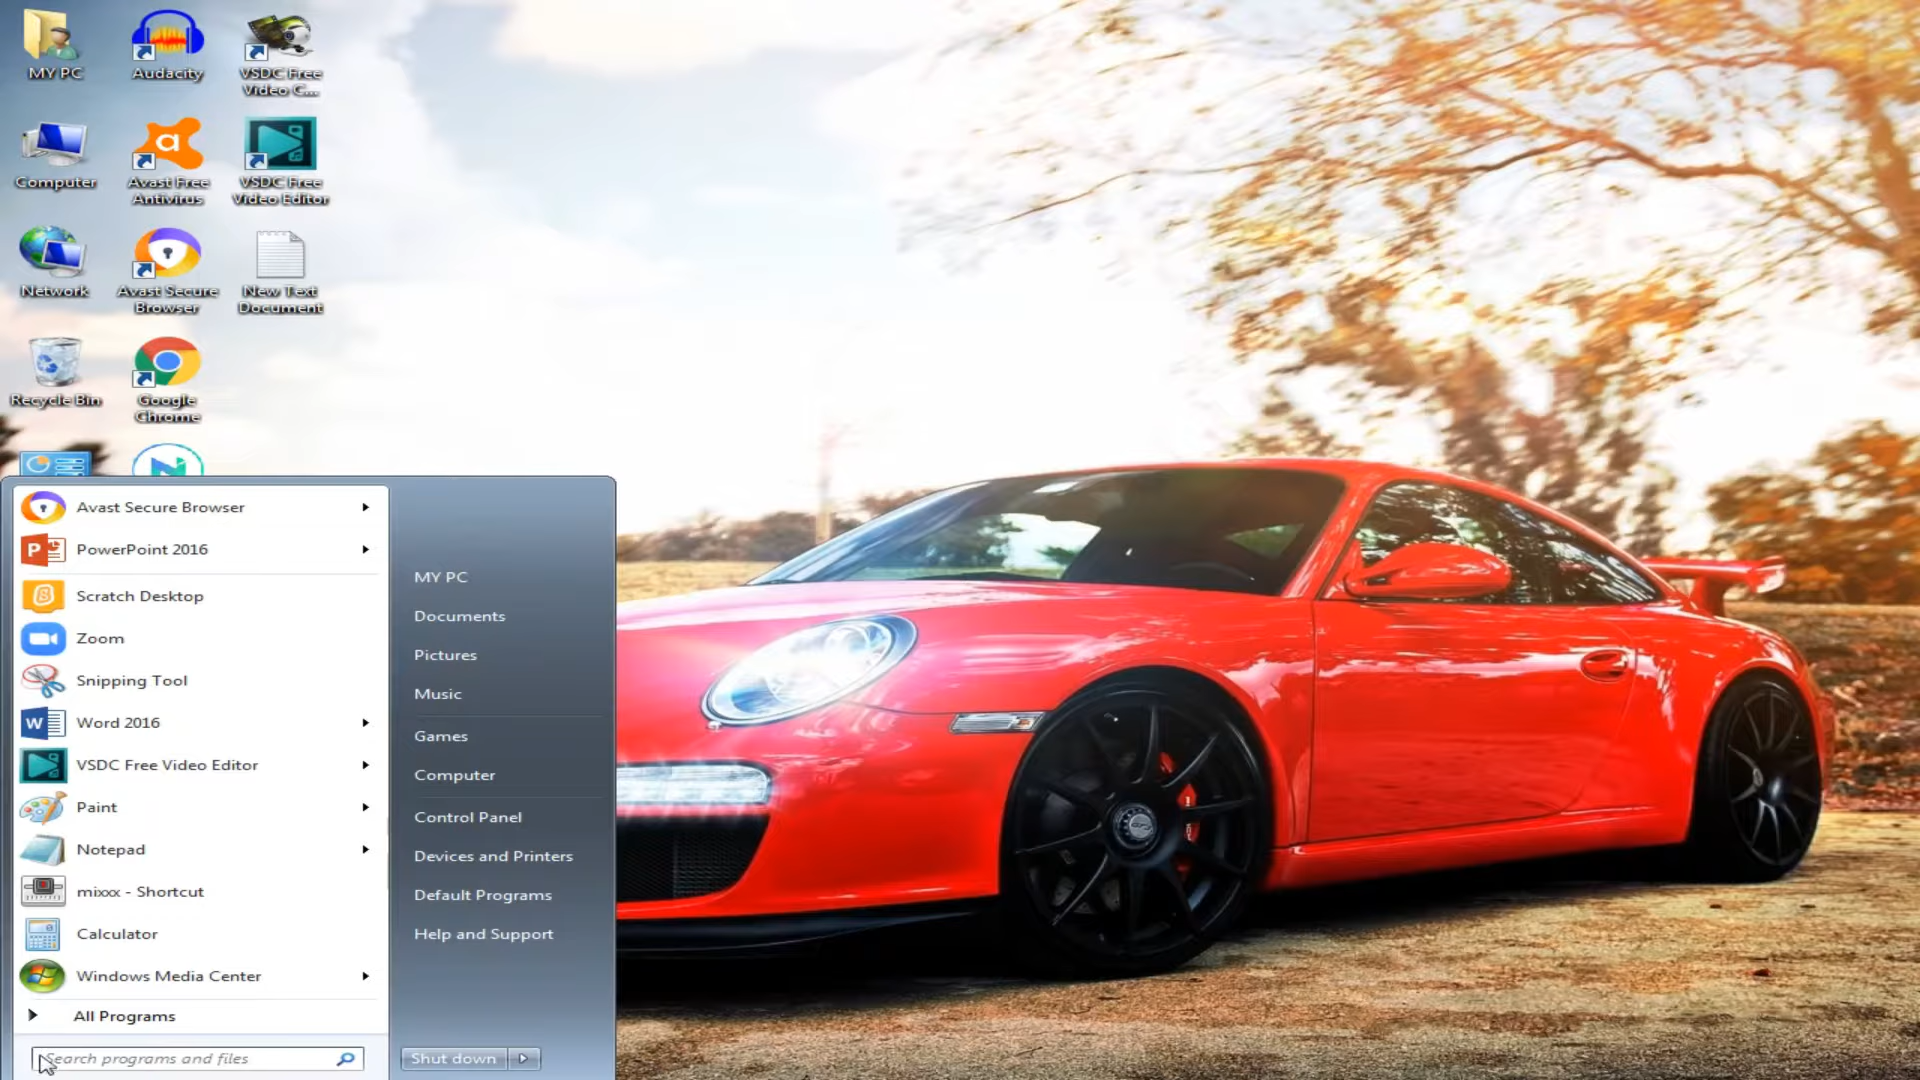 MY PC
Audacity
VSDC Free
Video C...
Computer
Avast Free
Antivirus
VSDC Free
Video Editor
Network
Avast Secure
Browser
New Text
Document
Recycle Bin
Google
Chrome
Avast Secure Browser
PowerPoint 2016
Scratch Desktop
Zoom
Snipping Tool
Word 2016
VSDC Free Video Editor
Paint
Notepad
mixxx - Shortcut
Calculator
Windows Media Center
All Programs
Search programs and files
MY PC
Documents
Pictures
Music
Games
Computer
Control Panel
Devices and Printers
Default Programs
Help and Support
Shut down